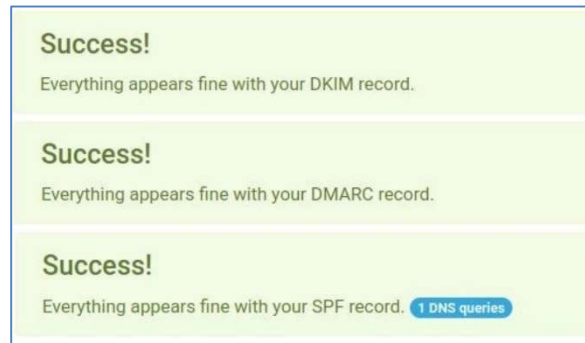 Success!
Everything appears fine with your DKIM record.
Success!
Everything appears fine with your DMARC record.
Success!
Everything appears fine with your SPF record. 1 DNS queries